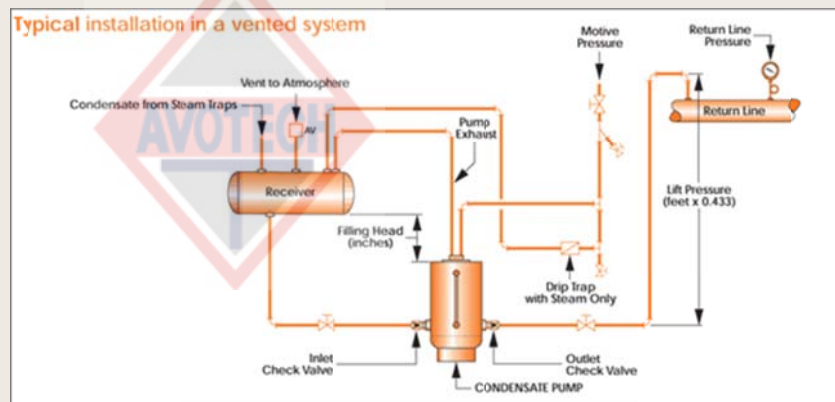 Typical installation in a vented system
Motive
Pressure
Return Line
Pressure
Vent to Atmosphere
Condensate from Steam Traps
AV
Pump
Exhaust
Return Line
AVOTECH
Receiver
Lift Pressure
(feet x 0.433)
Filling Head
(inches)
Drip Trap
with Steam Only
Inlet
Check Valve
Outlet
Check Valve
CONDENSATE PUMP